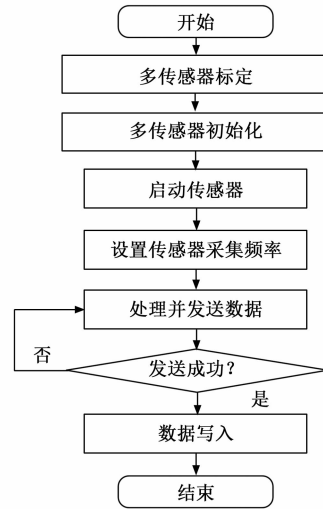 开始
多传感器标定
多传感器初始化
启动传感器
设置传感器采集频率
处理并发送数据
否
发送成功？
是
数据写入
结束